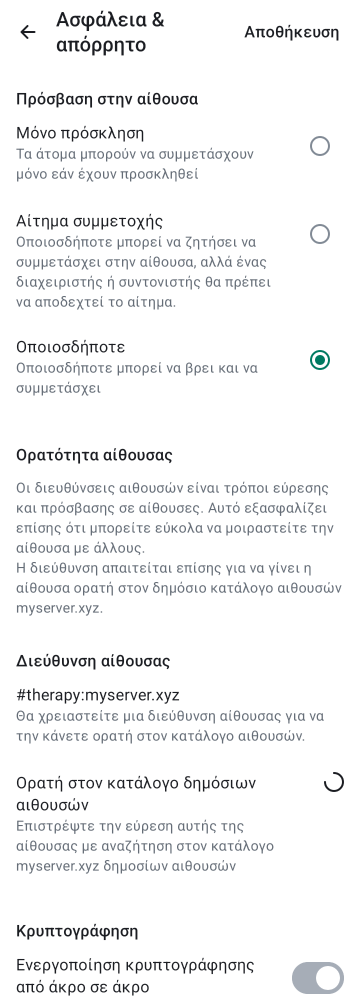 Ασφάλεια &
απόρρητο
Αποθήκευση
Πρόσβαση στην αίθουσα
Μόνο πρόσκληση
Τα άτομα μπορούν να συμμετάσχουν
μόνο εάν έχουν προσκληθεί
Αίτημα συμμετοχής
Οποιοσδήποτε μπορεί να ζητήσει να
συμμετάσχει στην αίθουσα, αλλά ένας
διαχειριστής ή συντονιστής θα πρέπει
να αποδεχτεί το αίτημα.
Οποιοσδήποτε
Οποιοσδήποτε μπορεί να βρει και να
συμμετάσχει
Ορατότητα αίθουσας
Οι διευθύνσεις αιθουσών είναι τρόποι εύρεσης
και πρόσβασης σε αίθουσες. Αυτό εξασφαλίζει
επίσης ότι μπορείτε εύκολα να μοιραστείτε την
αίθουσα με άλλους.
Η διεύθυνση απαιτείται επίσης για να γίνει η
αίθουσα ορατή στον δημόσιο κατάλογο αιθουσών
myserver.xyz.
Διεύθυνση αίθουσας
#therapy:myserver.xyz
Θα χρειαστείτε μια διεύθυνση αίθουσας για να
την κάνετε ορατή στον κατάλογο αιθουσών.
Ορατή στον κατάλογο δημόσιων
αιθουσών
Επιστρέψτε την εύρεση αυτής της
αίθουσας με αναζήτηση στον κατάλογο
myserver.xyz δημοσίων αιθουσών
Κρυπτογράφηση
Ενεργοποίηση κρυπτογράφησης
από άκρο σε άκρο